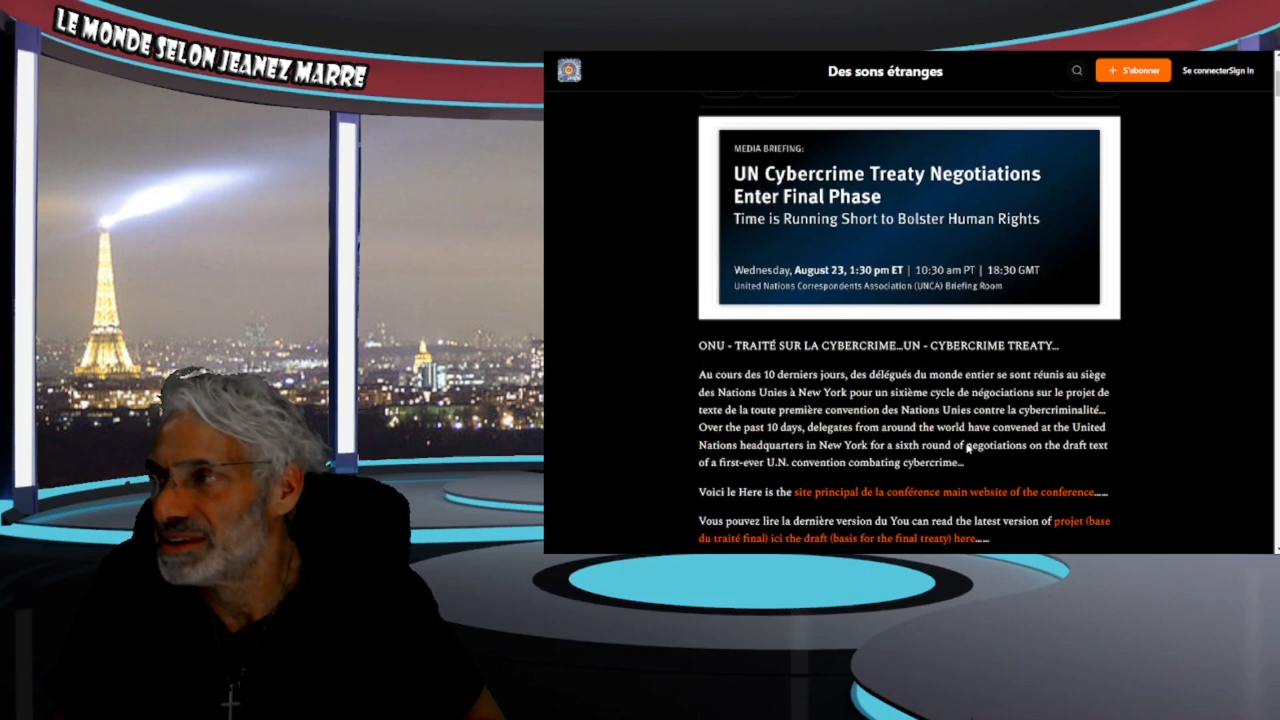 LE MONDE SELON JEANEZ MARRE
Des sons étranges
S'abonner
Se connecterSign In
MEDIA BRIEFING:
UN Cybercrime Treaty Negotiations
Enter Final Phase
Time is Running Short to Bolster Human Rights
Wednesday, August 23, 1:30 pm ET | 10:30 am PT | 18:30 GMT
United Nations Correspondents Association (UNCA) Briefing Room
ONU - TRAITÉ SUR LA CYBERCRIME...UN - CYBERCRIME TREATY...
Au cours des 10 derniers jours, des délégués du monde entier se sont réunis au siège
des Nations Unies à New York pour un sixième cycle de négociations sur le projet de
texte de la toute première convention des Nations Unies contre la cybercriminalité...
Over the past 10 days, delegates from around the world have convened at the United
Nations headquarters in New York for a sixth round of negotiations on the draft text
of a first-ever U.N. convention combating cybercrime...
Voici le Here is the site principal de la conférence main website of the conference......
Vous pouvez lire la dernière version du You can read the latest version of projet (base
du traité final) ici the draft (basis for the final treaty) here......